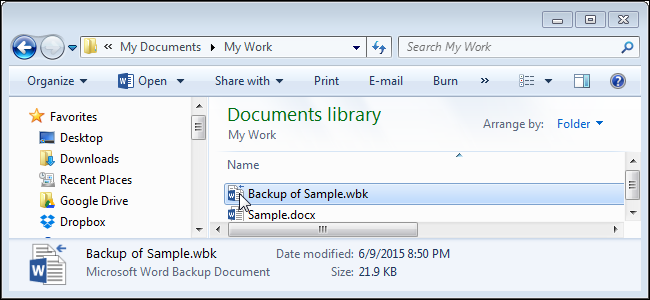 « My Documents My Work
Search My Work
Organize Open Share with Print E-mail Burn »
Favorites
Desktop
Downloads
Recent Places
Google Drive
Dropbox
Documents library
My Work
Arrange by: Folder
Name
Backup of Sample.wbk
Sample.docx
Backup of Sample.wbk Date modified: 6/9/2015 8:50 PM
Microsoft Word Backup Document Size: 21.9 KB